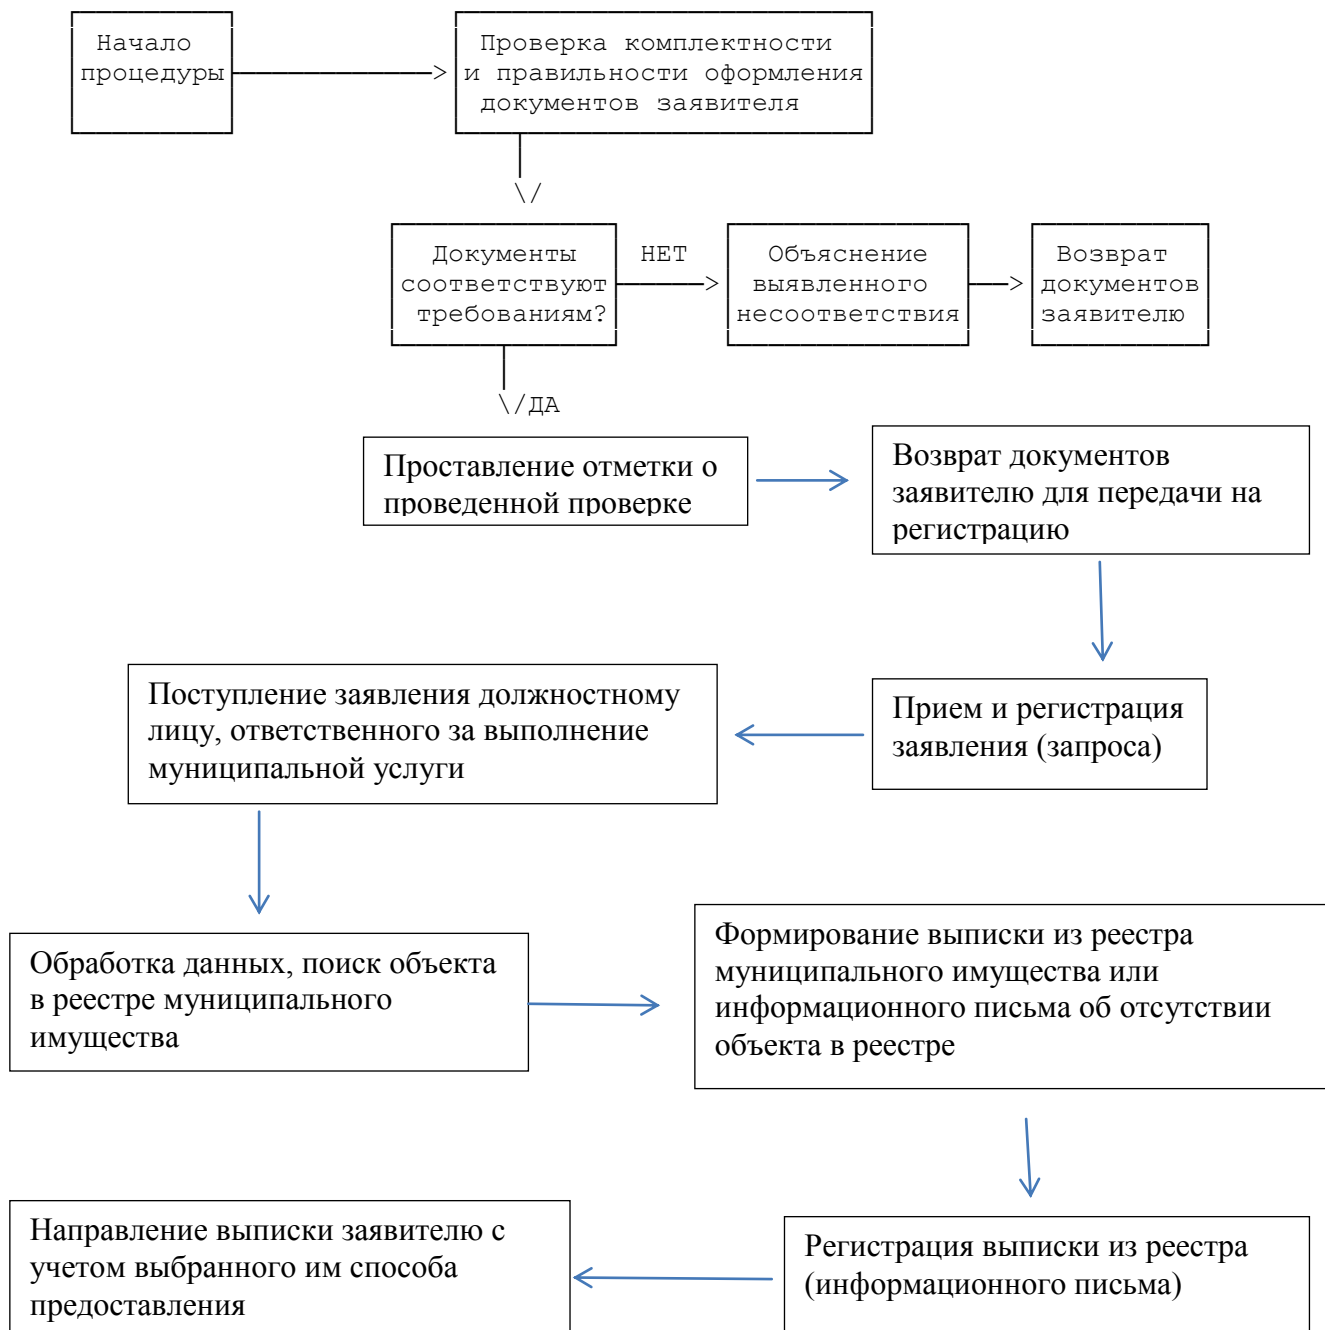 Начало
процедуры
Проверка комплектности
и правильности оформления
документов заявителя
\/
Документы
соответствуют
требованиям?
НЕТ
>
Объяснение
выявленного
несоответствия
>
Возврат
документов
заявителю
\/ДА
Проставление отметки о
проведенной проверке
Возврат документов
заявителю для передачи на
регистрацию
Прием и регистрация
заявления (запроса)
Поступление заявления должностному
лицу, ответственного за выполнение
муниципальной услуги
Обработка данных, поиск объекта
в реестре муниципального
имущества
Формирование выписки из реестра
муниципального имущества или
информационного письма об отсутствии
объекта в реестре
Регистрация выписки из реестра
(информационного письма)
Направление выписки заявителю с
учетом выбранного им способа
предоставления